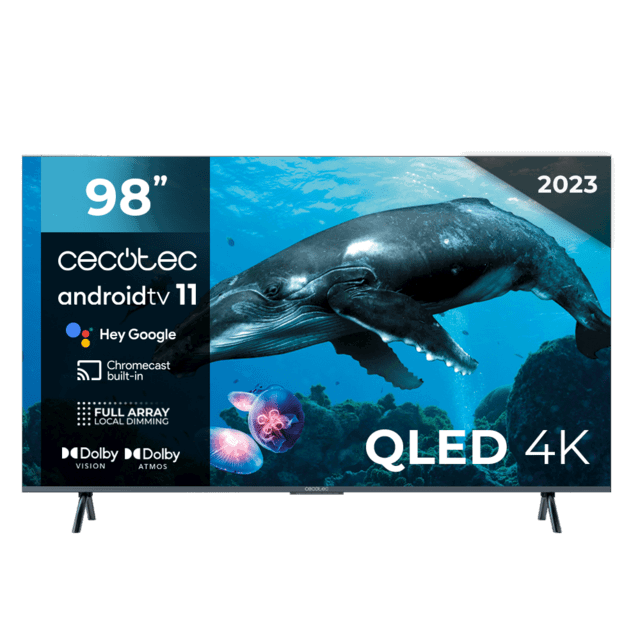 98”
cecotec
androidtv 11
Hey Google
Chromecast
built-in
FULL ARRAY
LOCAL DIMMING
Dolby
VISION
Dolby
ATMOS
2023
QLED 4K
cecotec